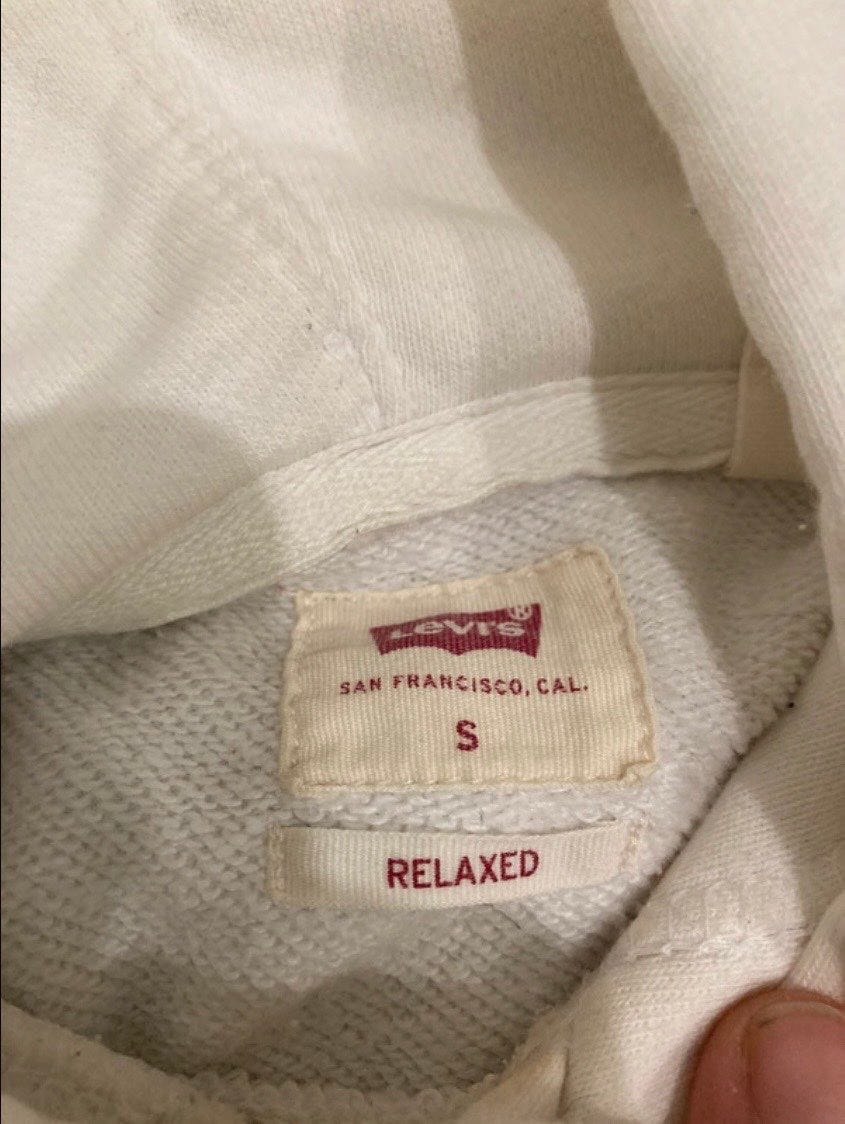 Levi's®
SAN FRANCISCO, CAL.
S
RELAXED